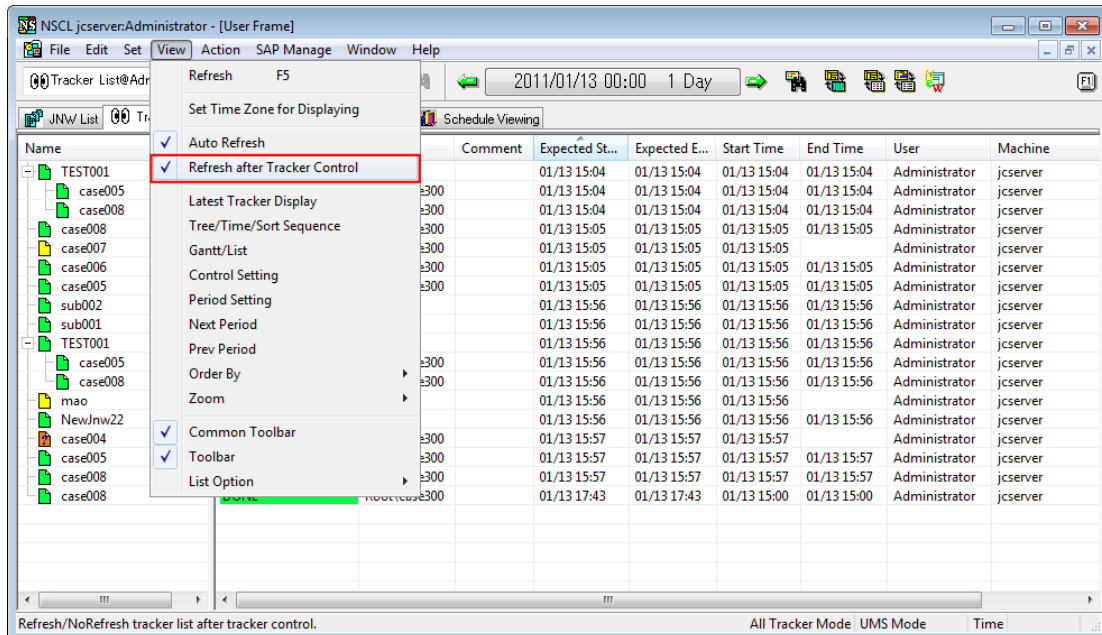 NS NSCL jcserver:Administrator - [User Frame]
File Edit Set View Action SAP Manage Window Help
Tracker List@Adr 2011/01/13 00:00 1 Day F1
JNW List Tr Schedule Viewing
Refresh F5
Set Time Zone for Displaying
Auto Refresh
Refresh after Tracker Control
Latest Tracker Display
Tree/Time/Sort Sequence
Gantt/List
Control Setting
Period Setting
Next Period
Prev Period
Order By
Zoom
Common Toolbar
Toolbar
List Option
Name Comment Expected St... Expected E... Start Time End Time User Machine
TEST001 01/13 15:04 01/13 15:04 01/13 15:04 01/13 15:04 Administrator jcserver
case005 e300 01/13 15:04 01/13 15:04 01/13 15:04 01/13 15:04 Administrator jcserver
case008 e300 01/13 15:04 01/13 15:04 01/13 15:04 01/13 15:04 Administrator jcserver
case008 e300 01/13 15:05 01/13 15:05 01/13 15:05 01/13 15:05 Administrator jcserver
case007 e300 01/13 15:05 01/13 15:05 01/13 15:05 Administrator jcserver
case006 e300 01/13 15:05 01/13 15:05 01/13 15:05 01/13 15:05 Administrator jcserver
case005 e300 01/13 15:05 01/13 15:05 01/13 15:05 01/13 15:05 Administrator jcserver
sub002 01/13 15:56 01/13 15:56 01/13 15:56 01/13 15:56 Administrator jcserver
sub001 01/13 15:56 01/13 15:56 01/13 15:56 01/13 15:56 Administrator jcserver
TEST001 01/13 15:56 01/13 15:56 01/13 15:56 01/13 15:56 Administrator jcserver
case005 e300 01/13 15:56 01/13 15:56 01/13 15:56 01/13 15:56 Administrator jcserver
case008 e300 01/13 15:56 01/13 15:56 01/13 15:56 01/13 15:56 Administrator jcserver
mao 01/13 15:56 01/13 15:56 01/13 15:56 Administrator jcserver
NewJnw22 01/13 15:56 01/13 15:56 01/13 15:56 01/13 15:56 Administrator jcserver
case004 e300 01/13 15:57 01/13 15:57 01/13 15:57 Administrator jcserver
case005 e300 01/13 15:57 01/13 15:57 01/13 15:57 01/13 15:57 Administrator jcserver
case008 e300 01/13 15:57 01/13 15:57 01/13 15:57 01/13 15:57 Administrator jcserver
case008 DONE e300 01/13 17:43 01/13 17:43 01/13 15:00 01/13 15:00 Administrator jcserver
Refresh/NoRefresh tracker list after tracker control. All Tracker Mode UMS Mode Time